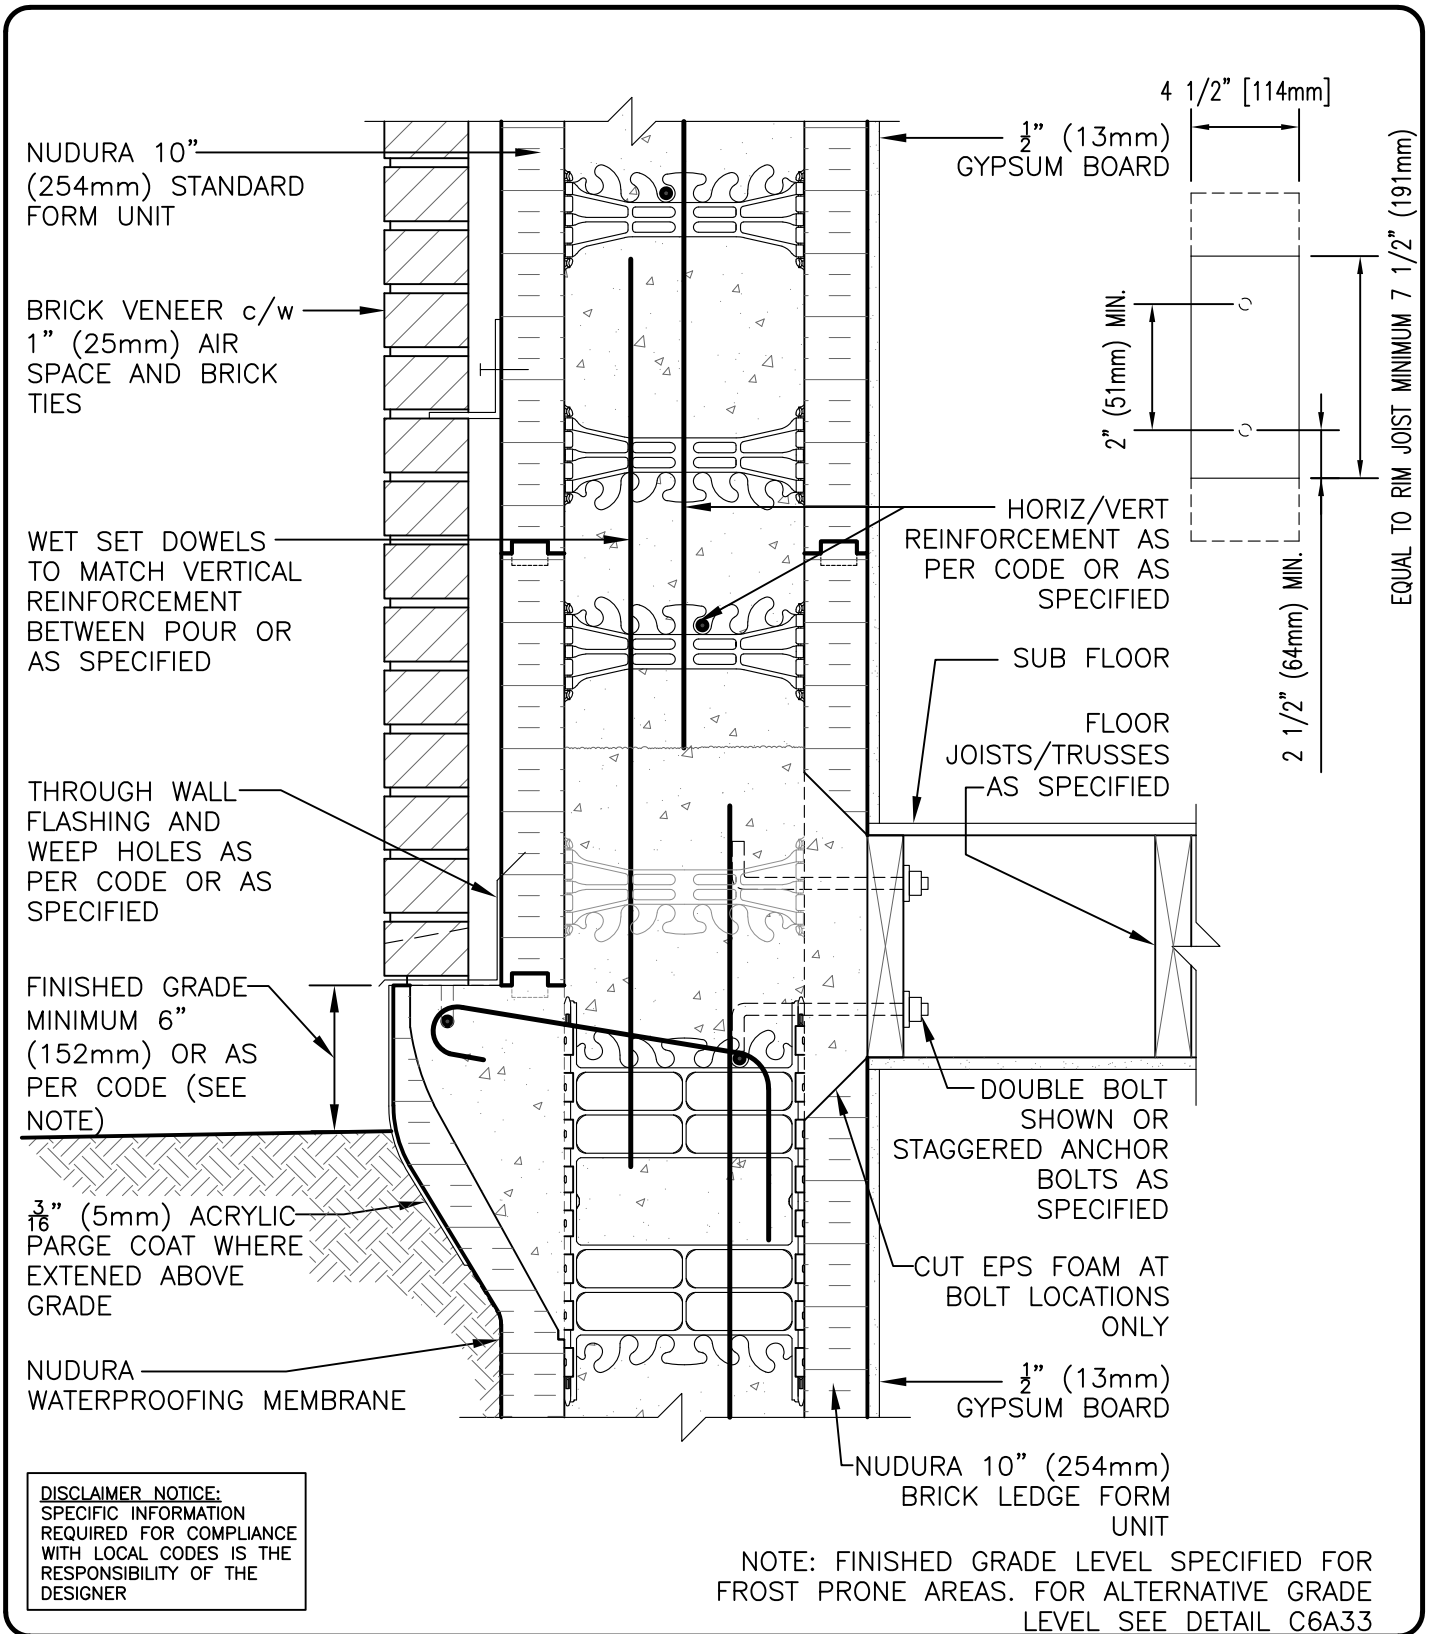 NUDURA 10"
(254mm) STANDARD
FORM UNIT
BRICK VENEER c/w
1" (25mm) AIR
SPACE AND BRICK
TIES
WET SET DOWELS
TO MATCH VERTICAL
REINFORCEMENT
BETWEEN POUR OR
AS SPECIFIED
THROUGH WALL
FLASHING AND
WEEP HOLES AS
PER CODE OR AS
SPECIFIED
FINISHED GRADE
MINIMUM 6"
(152mm) OR AS
PER CODE (SEE
NOTE)
3/16" (5mm) ACRYLIC
PARGE COAT WHERE
EXTENED ABOVE
GRADE
NUDURA
WATERPROOFING MEMBRANE
DISCLAIMER NOTICE:
SPECIFIC INFORMATION
REQUIRED FOR COMPLIANCE
WITH LOCAL CODES IS THE
RESPONSIBILITY OF THE
DESIGNER
1/2" (13mm)
GYPSUM BOARD
4 1/2" [114mm]
2" (51mm) MIN.
EQUAL TO RIM JOIST MINIMUM 7 1/2" (191mm)
2 1/2" (64mm) MIN.
HORIZ/VERT
REINFORCEMENT AS
PER CODE OR AS
SPECIFIED
SUB FLOOR
FLOOR
JOISTS/TRUSSES
AS SPECIFIED
DOUBLE BOLT
SHOWN OR
STAGGERED ANCHOR
BOLTS AS
SPECIFIED
CUT EPS FOAM AT
BOLT LOCATIONS
ONLY
1/2" (13mm)
GYPSUM BOARD
NUDURA 10" (254mm)
BRICK LEDGE FORM
UNIT
NOTE: FINISHED GRADE LEVEL SPECIFIED FOR
FROST PRONE AREAS. FOR ALTERNATIVE GRADE
LEVEL SEE DETAIL C6A33